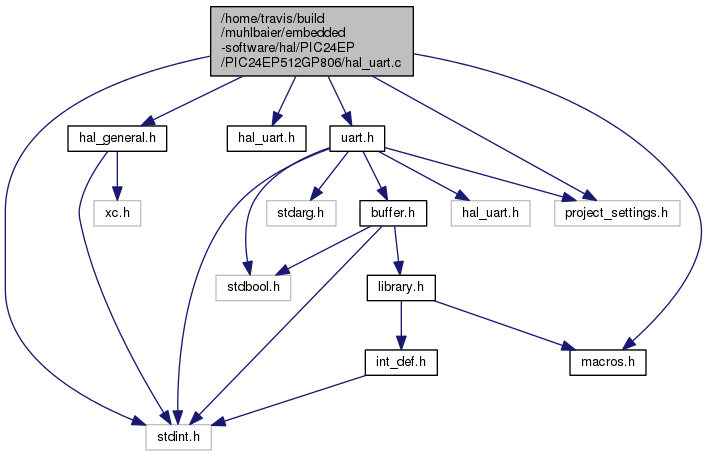 /home/travis/build
/muhlbaier/embedded
-software/hal/PIC24EP
/PIC24EP512GP806/hal_uart.c
hal_general.h
hal_uart.h
uart.h
xc.h
stdarg.h
buffer.h
hal_uart.h
project_settings.h
stdbool.h
library.h
int_def.h
macros.h
stdint.h